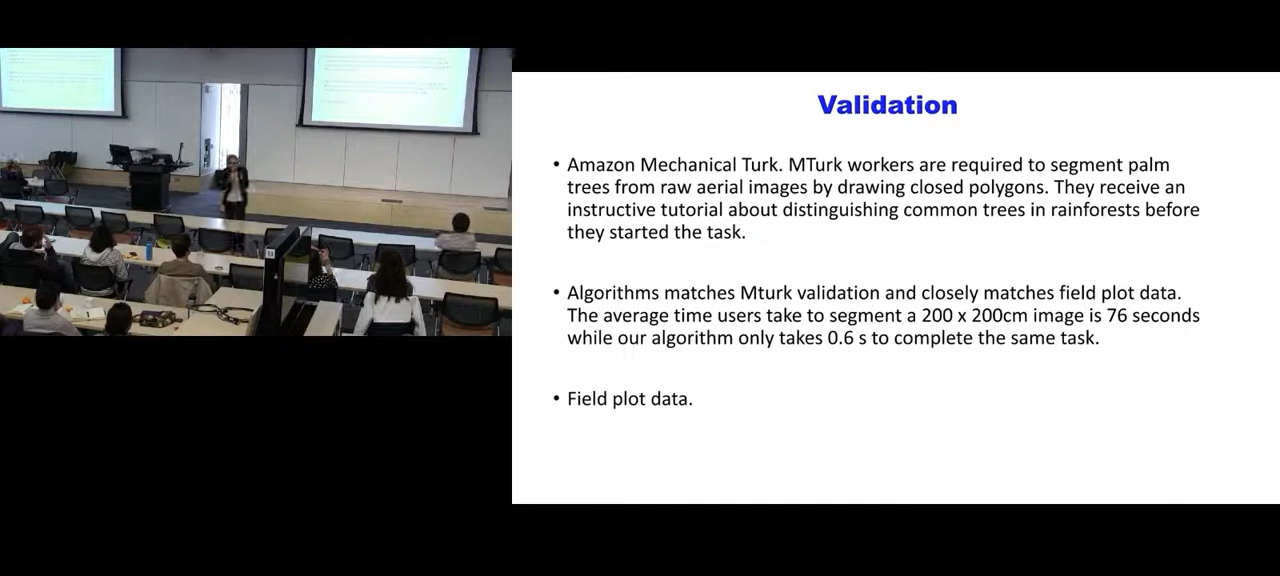 Validation
• Amazon Mechanical Turk. MTurk workers are required to segment palm
trees from raw aerial images by drawing closed polygons. They receive an
instructive tutorial about distinguishing common trees in rainforests before
they started the task.
• Algorithms matches Mturk validation and closely matches field plot data.
The average time users take to segment a 200 x 200cm image is 76 seconds
while our algorithm only takes 0.6 s to complete the same task.
• Field plot data.